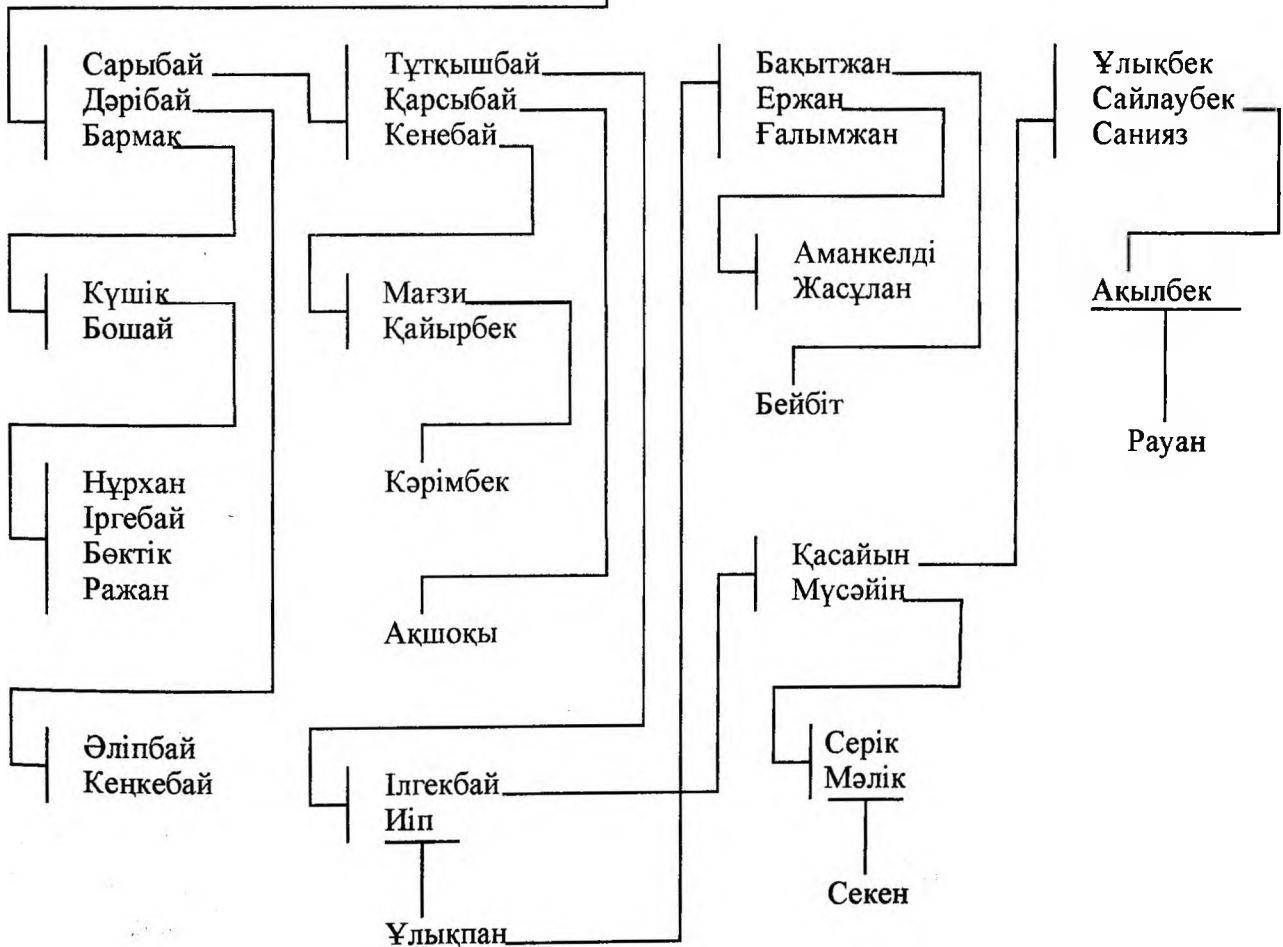 Сарыбай
Дәрібай
Бармақ
Күшік
Бошай
Нұрхан
Іргебай
Бөктік
Ражан
Әліпбай
Кеңкебай
Тұтқышбай
Қарсыбай
Кенебай
Мағзи
Қайырбек
Кәрімбек
Ақшоқы
Ілгекбай
Иіп
Ұлықпан
Бақытжан
Ержан
Ғалымжан
Аманкелді
Жасұлан
Бейбіт
Қасайын
Мүсәйін
Серік
Мәлік
Секен
Ұлықбек
Сайлаубек
Санияз
Ақылбек
Рауан